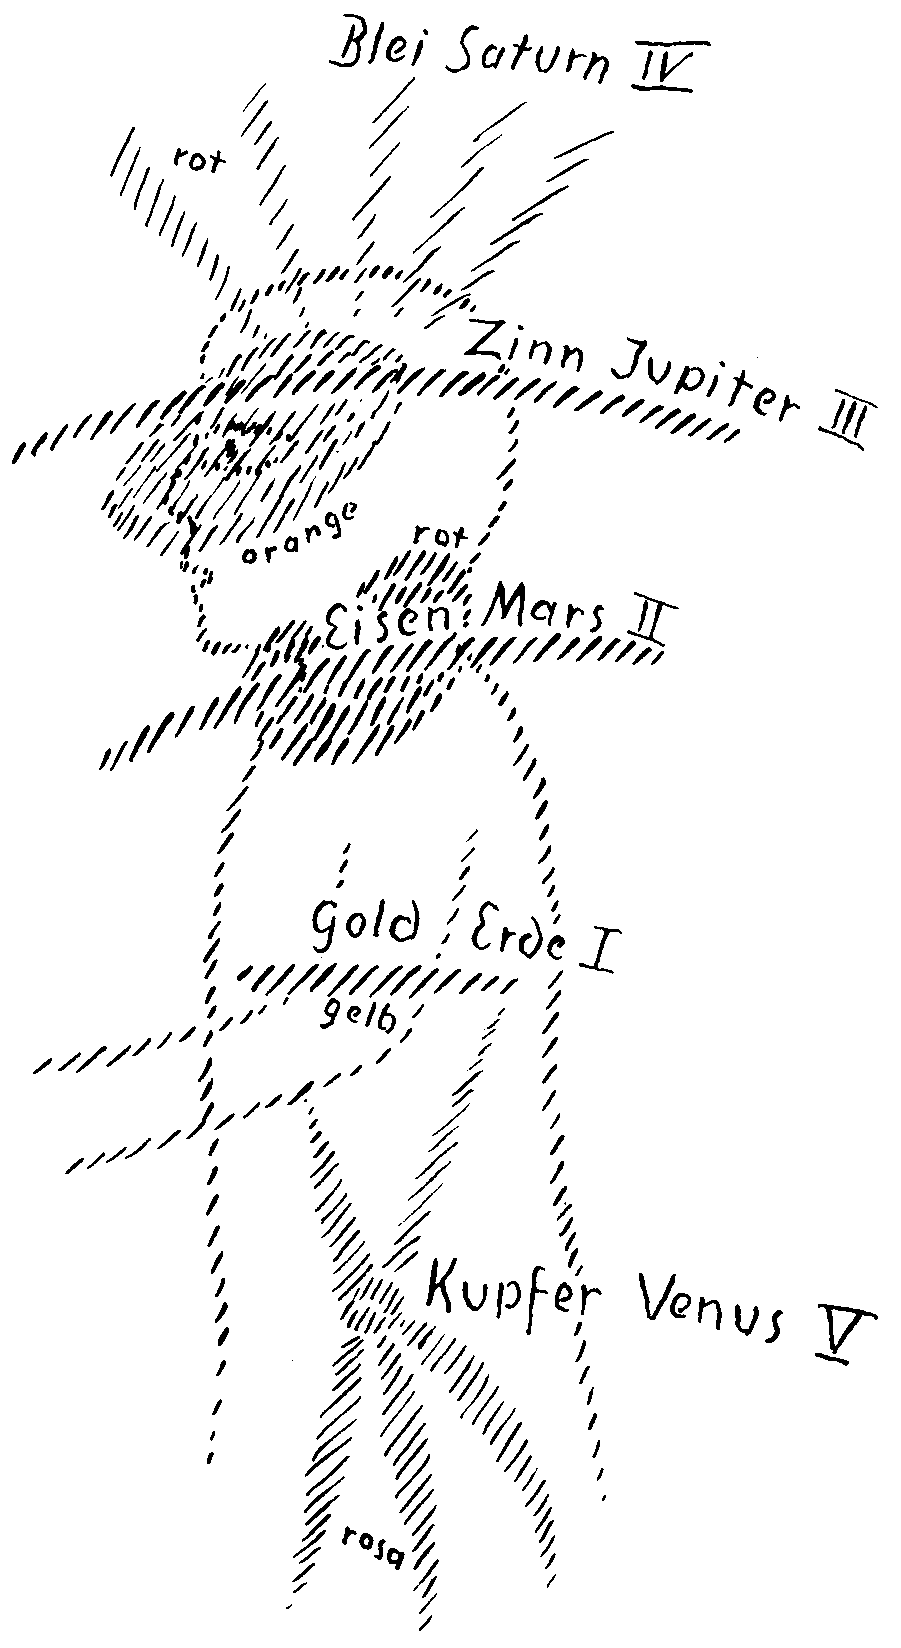 Blei Saturn IV
rot
Zinn Jupiter III
orange
rot
Eisen Mars II
Gold Erde I
gelb
Kupfer Venus V
rosa